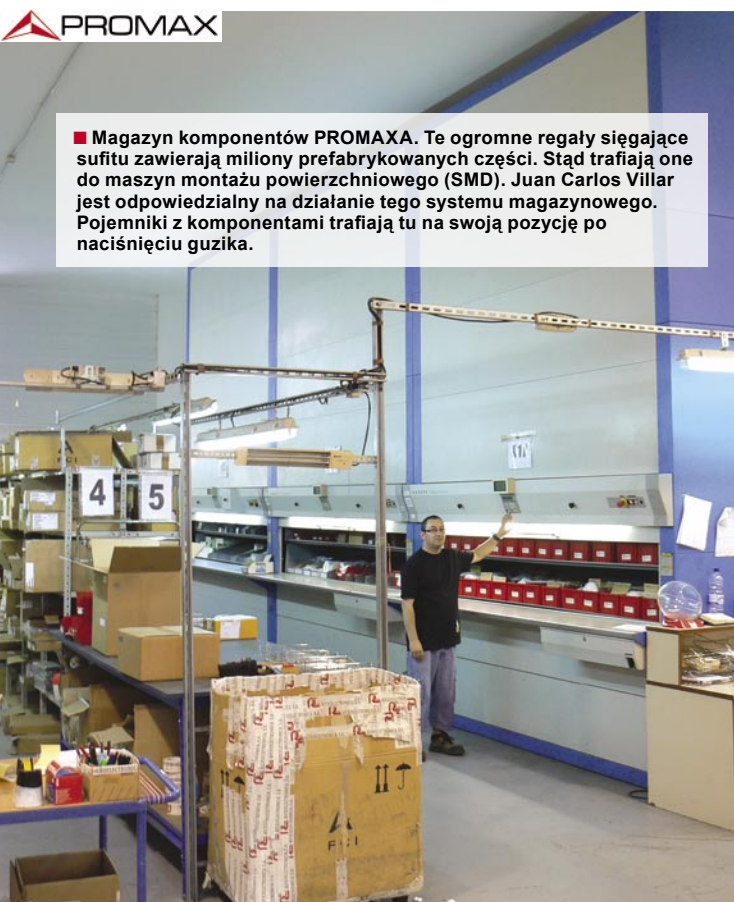 PROMAX
Magazyn komponentów PROMAXA. Te ogromne regały sięgające
sufitu zawierają miliony prefabrykowanych części. Stąd trafiają one
do maszyn montażu powierzchniowego (SMD). Juan Carlos Villar
jest odpowiedzialny na działanie tego systemu magazynowego.
Pojemniki z komponentami trafiają tu na swoją pozycję po
naciśnięciu guzika.
4 5
FCI